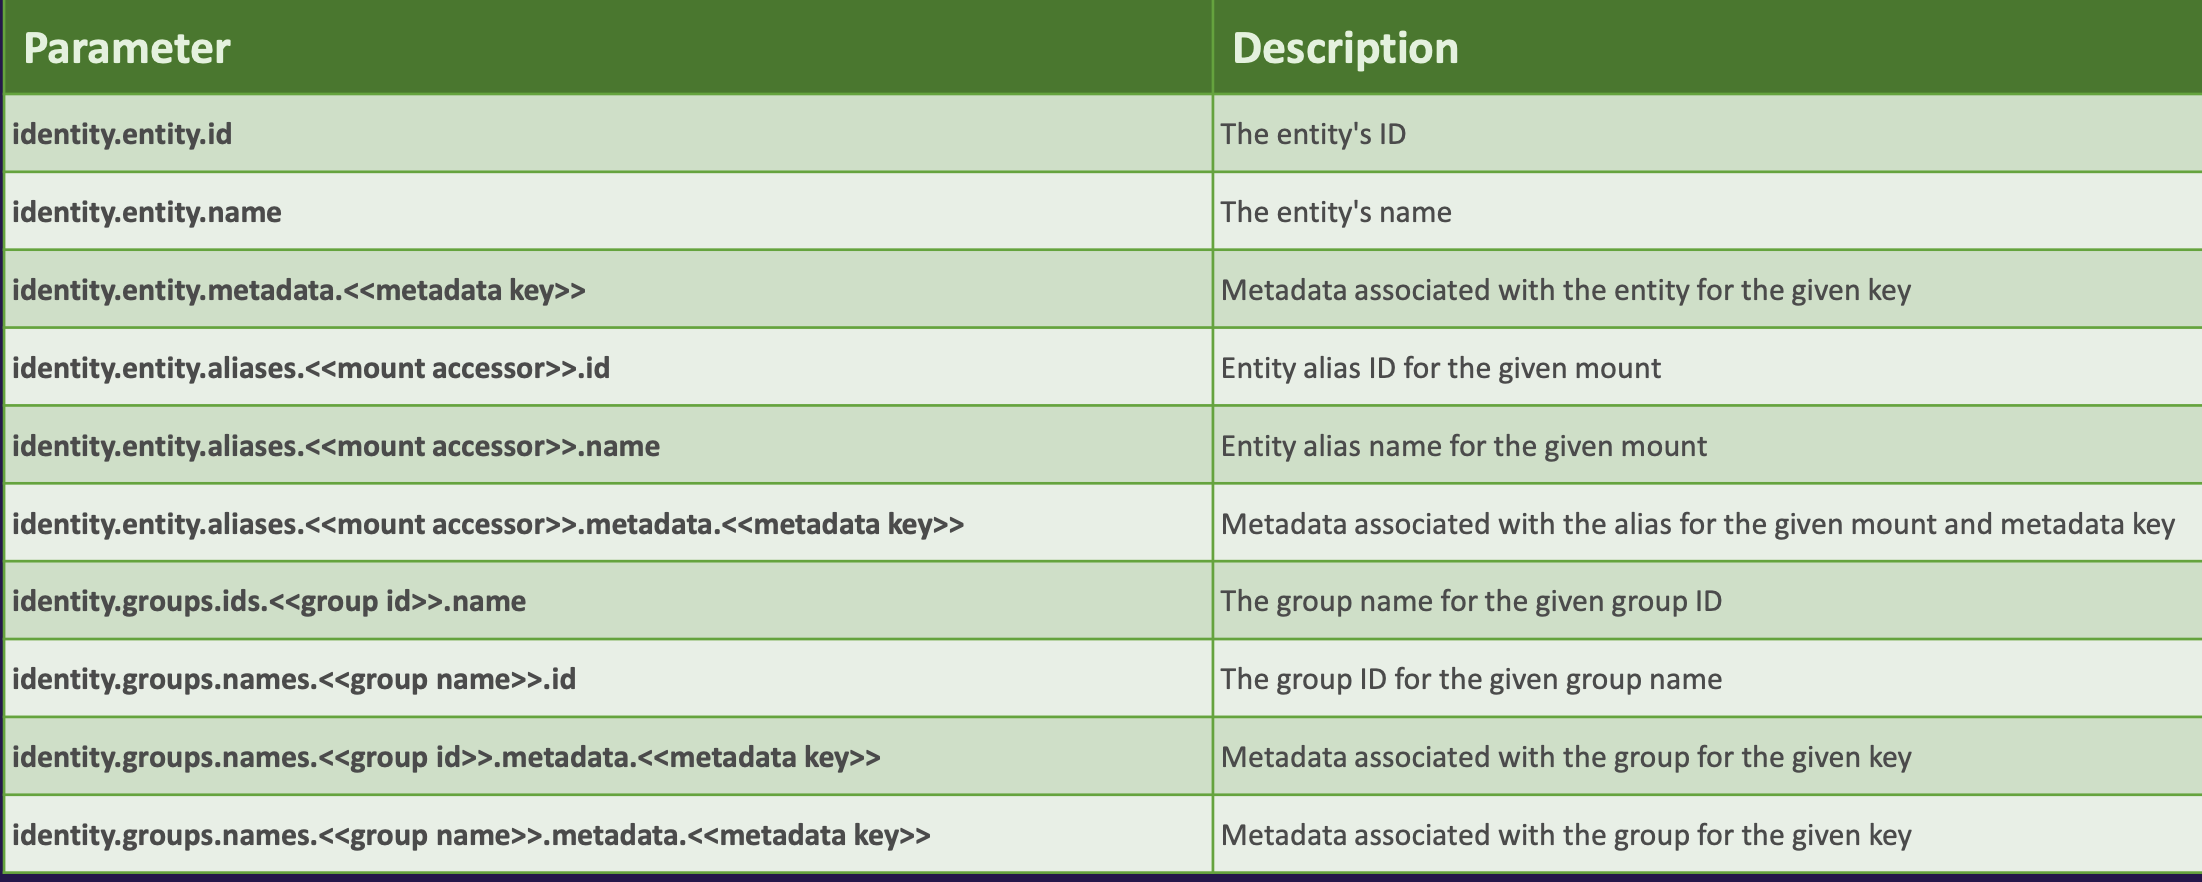 Parameter
Description
identity.entity.id
The entity's ID
identity.entity.name
The entity's name
identity.entity.metadata.<<metadata key>>
Metadata associated with the entity for the given key
identity.entity.aliases.<<mount accessor>>.id
Entity alias ID for the given mount
identity.entity.aliases.<<mount accessor>>.name
Entity alias name for the given mount
identity.entity.aliases.<<mount accessor>>.metadata.<<metadata key>>
Metadata associated with the alias for the given mount and metadata key
identity.groups.ids.<<group id>>.name
The group name for the given group ID
identity.groups.names.<<group name>>.id
The group ID for the given group name
identity.groups.names.<<group id>>.metadata.<<metadata key>>
Metadata associated with the group for the given key
identity.groups.names.<<group name>>.metadata.<<metadata key>>
Metadata associated with the group for the given key